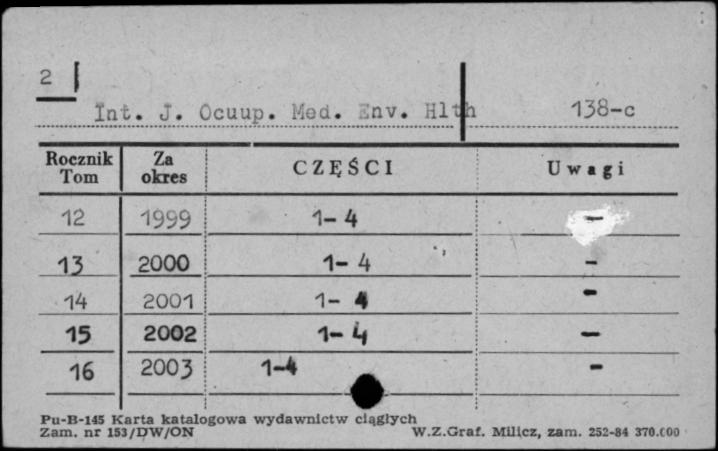 2
Int. J. Ocuup. Med. Env. Hlth 138-c
Rocznik Tom Za okres CZĘŚCI Uwagi
12 1999 1-4 -
13 2000 1-4 -
14 2001 1-4 -
15 2002 1-4 -
16 2003 1-4 -
Pu-B-145 Karta katalogowa wydawnictw ciągłych
Zam. nr 153/DW/ON W.Z.Graf. Milicz, zam. 252-84 370.000